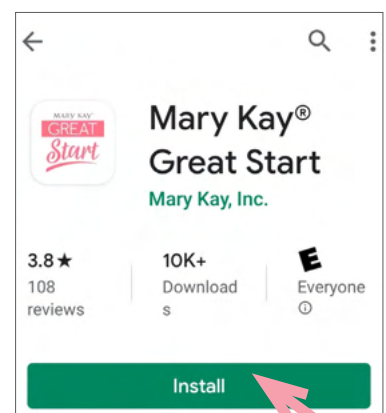 MARY KAY
GREAT
Start
Mary Kay®
Great Start
Mary Kay, Inc.
3.8★
108
reviews
10K+
Download
s
E
Everyone
Install